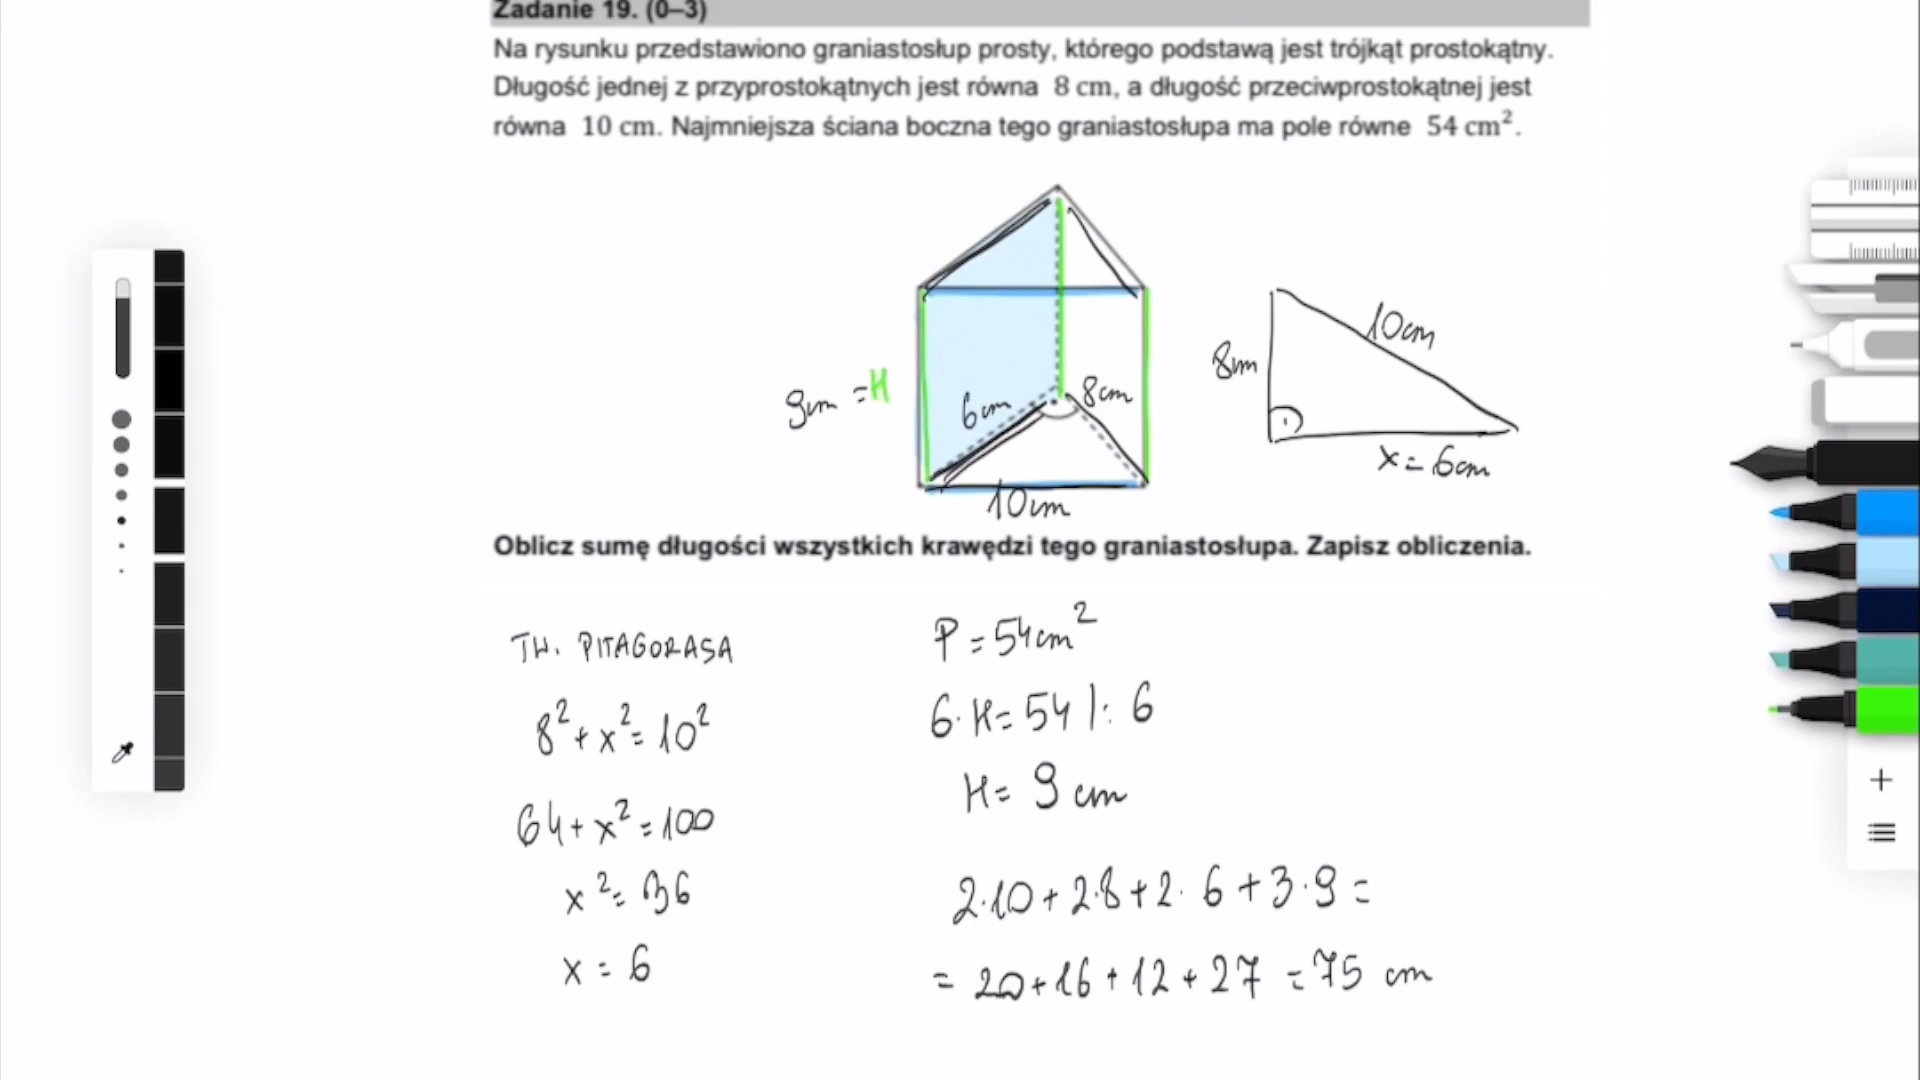 Zadanie 19. (0–3)
Na rysunku przedstawiono graniastosłup prosty, którego podstawą jest trójkąt prostokątny.
Długość jednej z przyprostokątnych jest równa 8 cm, a długość przeciwprostokątnej jest
równa 10 cm. Najmniejsza ściana boczna tego graniastosłupa ma pole równe 54 cm².
9cm = H
6cm
8cm
10cm
8cm
10cm
x = 6cm
Oblicz sumę długości wszystkich krawędzi tego graniastosłupa. Zapisz obliczenia.
TW. PITAGORASA
8² + x² = 10²
64 + x² = 100
x² = 36
x = 6
P = 54cm²
6·H = 54 |: 6
H = 9 cm
2·10 + 2·8 + 2·6 + 3·9 =
= 20 + 16 + 12 + 27 = 75 cm